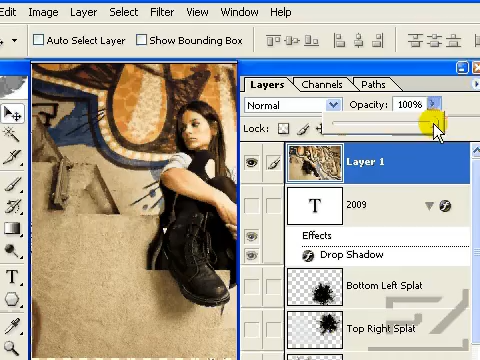 Image Layer Select Filter View Window Help
Auto Select Layer Show Bounding Box
Layers Channels Paths
Normal Opacity: 100%
Lock:
Layer 1
T 2009
Effects
Drop Shadow
Bottom Left Splat
Top Right Splat